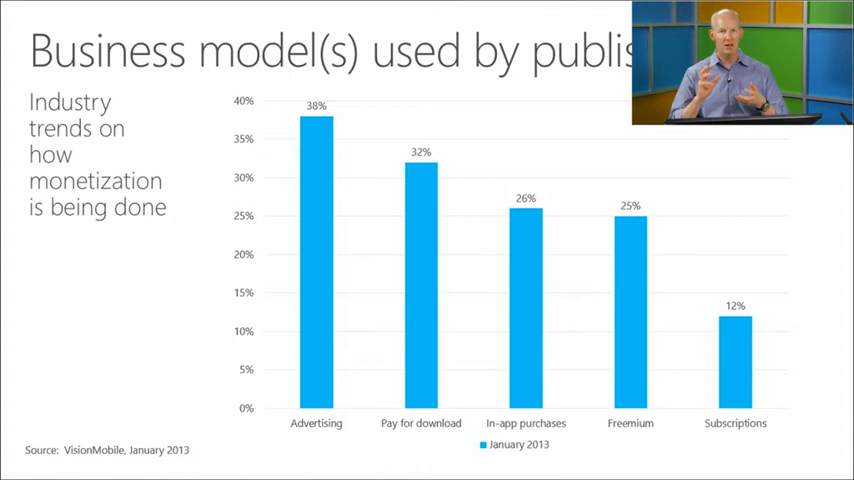 Business model(s) used by
Industry
trends on
how
monetization
is being done
40%
35%
30%
25%
20%
15%
10%
5%
0%
38%
32%
26%
25%
12%
Advertising
Pay for download
In-app purchases
Freemium
Subscriptions
January 2013
Source: VisionMobile, January 2013